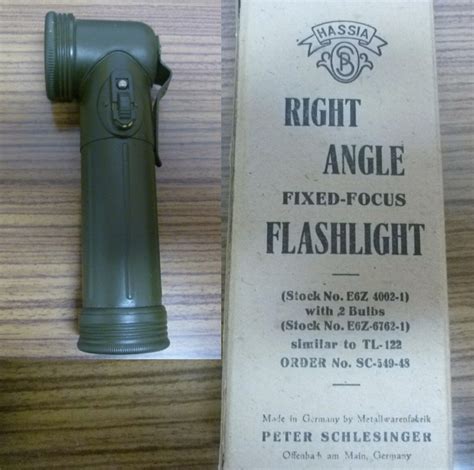 HASSIA
RIGHT
ANGLE
FIXED-FOCUS
FLASHLIGHT
(Stock No. E6Z 4002-1)
with 2 Bulbs
(Stock No. E6Z-6762-1)
similar to TL-122
ORDER No. SC-549-48
Made in Germany by Metallwarenfabrik
PETER SCHLESINGER
Offenbach am Main, Germany